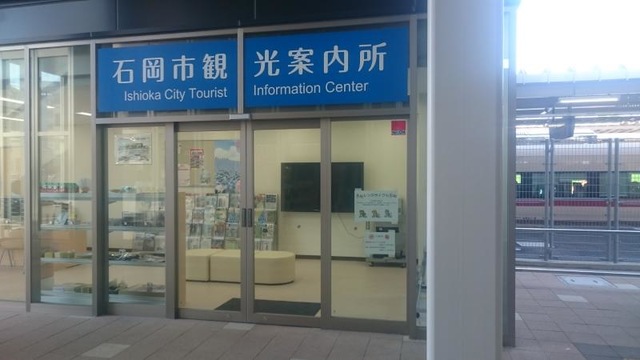 石岡市観光案内所
Ishioka City Tourist Information Center